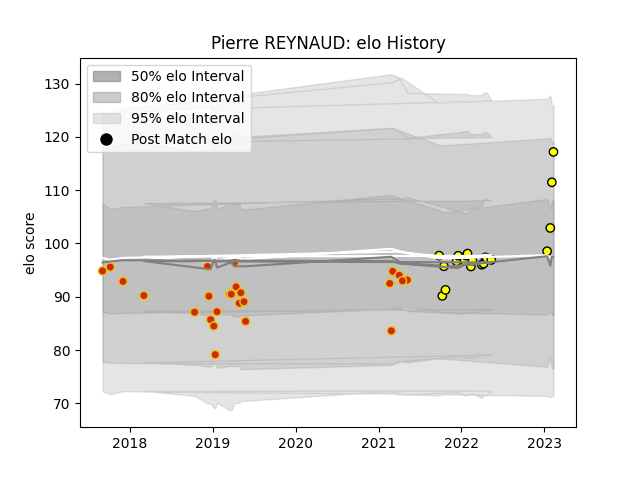 Pierre REYNAUD: elo History
50% elo Interval
80% elo Interval
95% elo Interval
Post Match elo
elo score
130
120
110
100
90
80
70
2018
2019
2020
2021
2022
2023